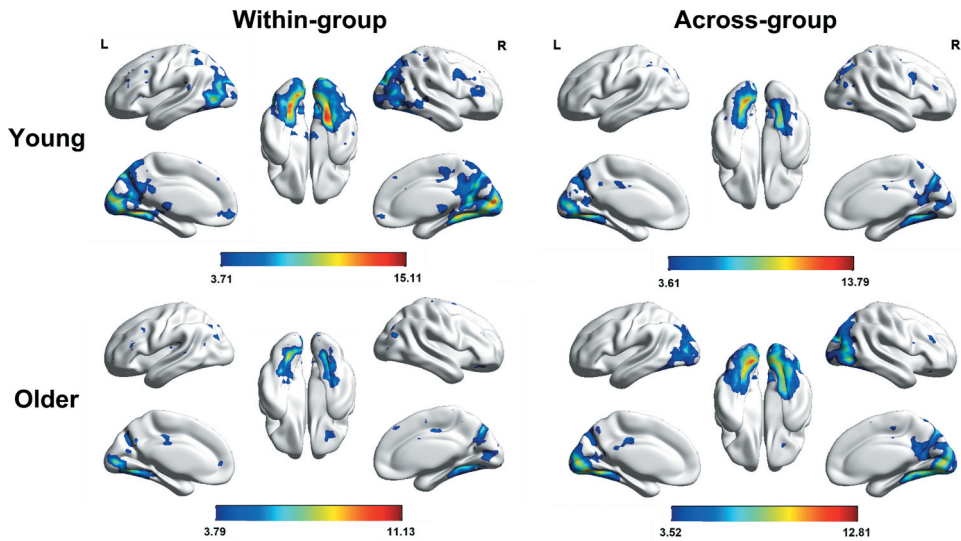 Within-group
Across-group
L
R
L
R
Young
3.71
15.11
3.61
13.79
Older
3.79
11.13
3.52
12.81